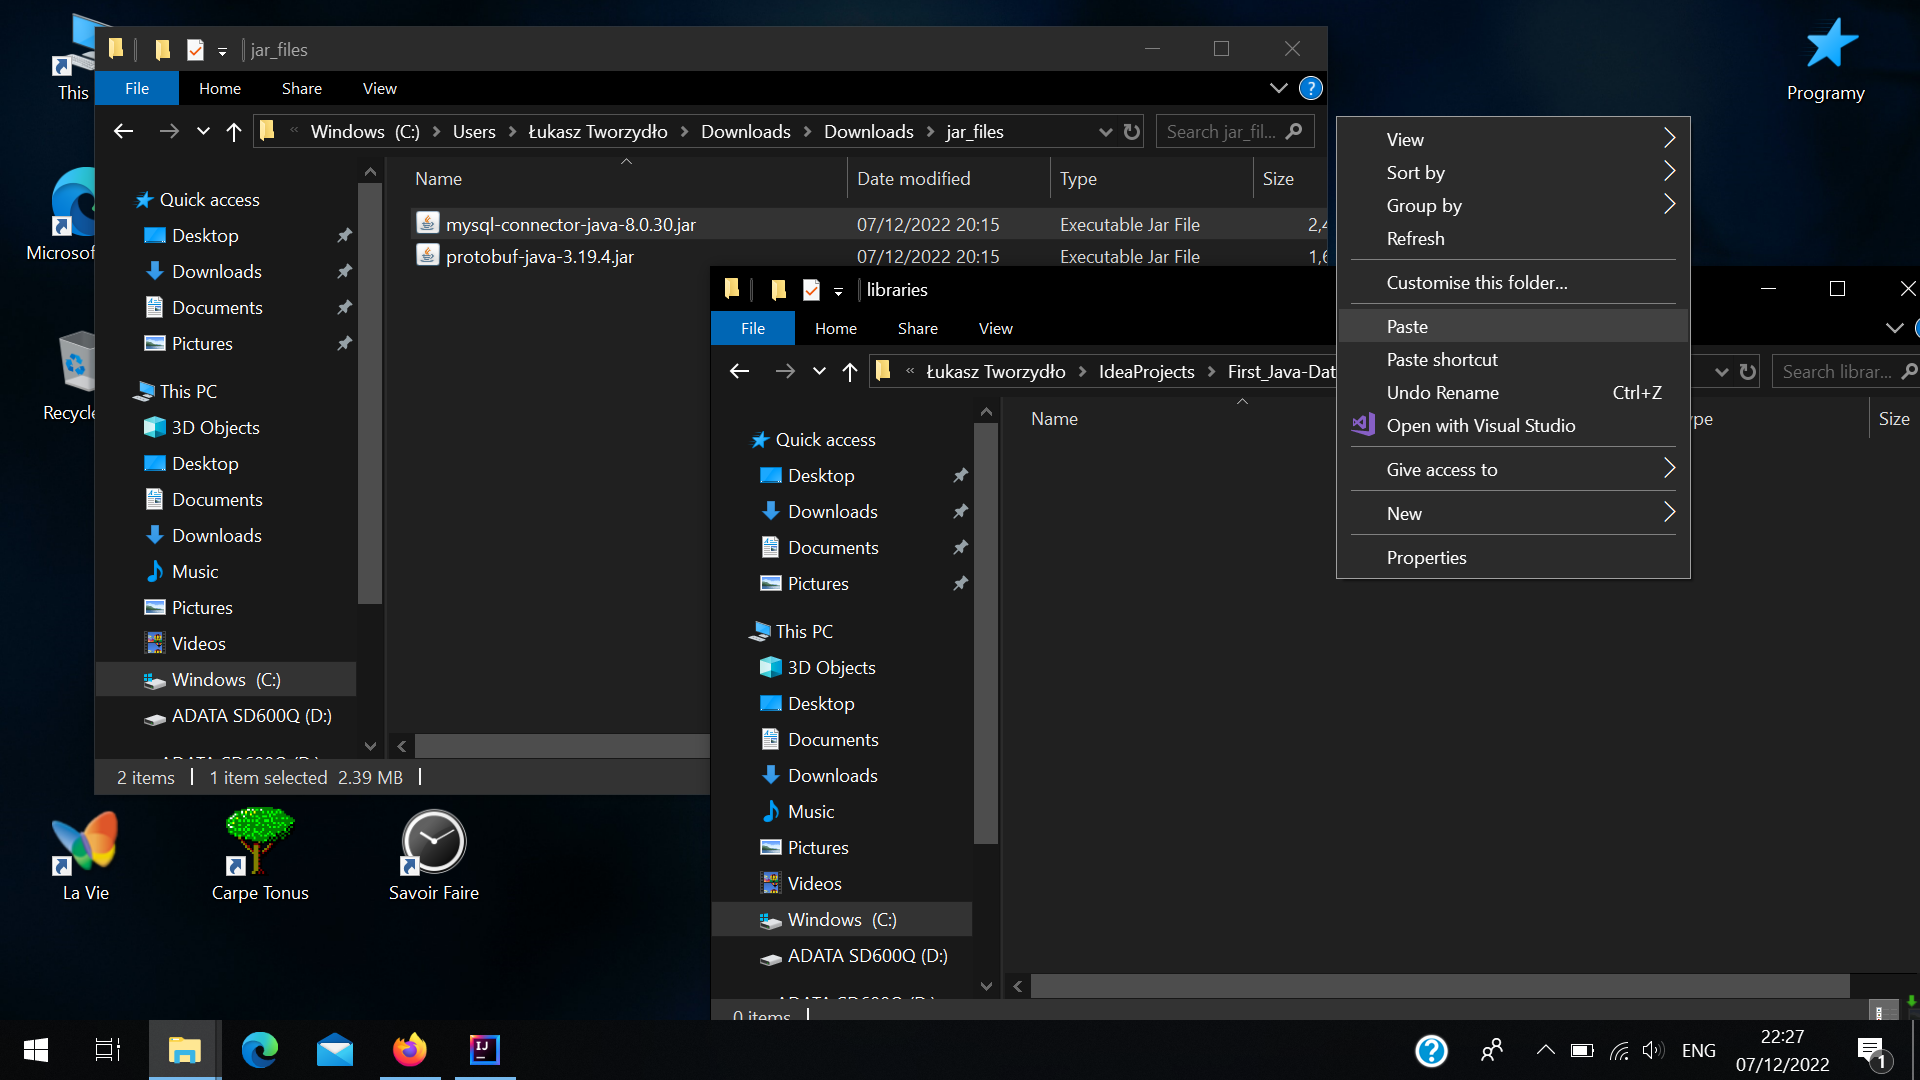 jar_files
File Home Share View
« Windows (C:) > Users > Łukasz Tworzydło > Downloads > Downloads > jar_files
Search jar_fil...
Name Date modified Type Size
mysql-connector-java-8.0.30.jar 07/12/2022 20:15 Executable Jar File 2,4
protobuf-java-3.19.4.jar 07/12/2022 20:15 Executable Jar File
Quick access
Desktop
Downloads
Documents
Pictures
This PC
3D Objects
Desktop
Documents
Downloads
Music
Pictures
Videos
Windows (C:)
ADATA SD600Q (D:)
ADATA SD600Q (D:)
2 items 1 item selected 2.39 MB
libraries
File Home Share View
« Łukasz Tworzydło > IdeaProjects > First_Java-Dat
Search librar...
Name ype Size
Quick access
Desktop
Downloads
Documents
Pictures
This PC
3D Objects
Desktop
Documents
Downloads
Music
Pictures
Videos
Windows (C:)
ADATA SD600Q (D:)
ADATA SD600Q (D:)
0 items
View
Sort by
Group by
Refresh
Customise this folder...
Paste
Paste shortcut
Undo Rename Ctrl+Z
Open with Visual Studio
Give access to
New
Properties
This
Microsof
Recycle
La Vie
Carpe Tonus
Savoir Faire
Programy
IJ
ENG
22:27
07/12/2022
1